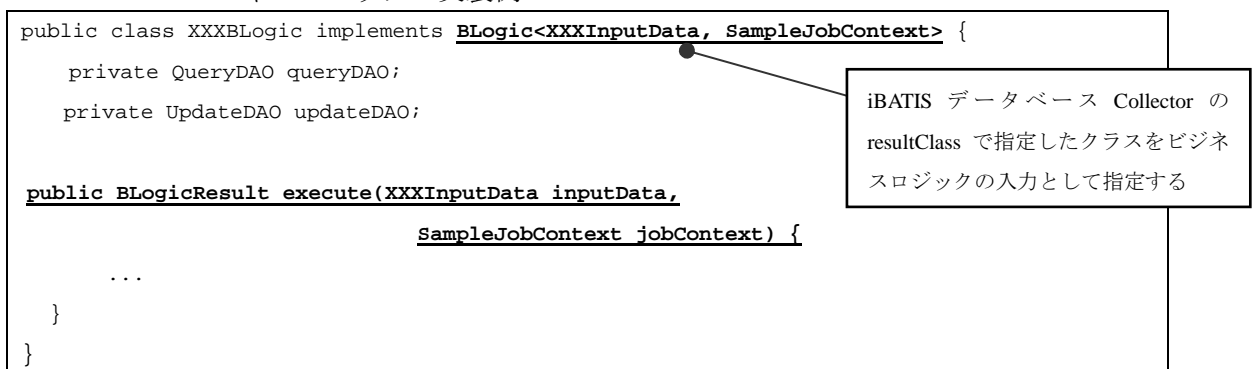 public class XXXBLogic implements BLogic<XXXInputData, SampleJobContext> {
private QueryDAO queryDAO;
private UpdateDAO updateDAO;
iBATIS データベース Collector の
resultClass で指定したクラスをビジネ
スロジックの入力として指定する
public BLogicResult execute(XXXInputData inputData,
SampleJobContext jobContext) {
...
}
}